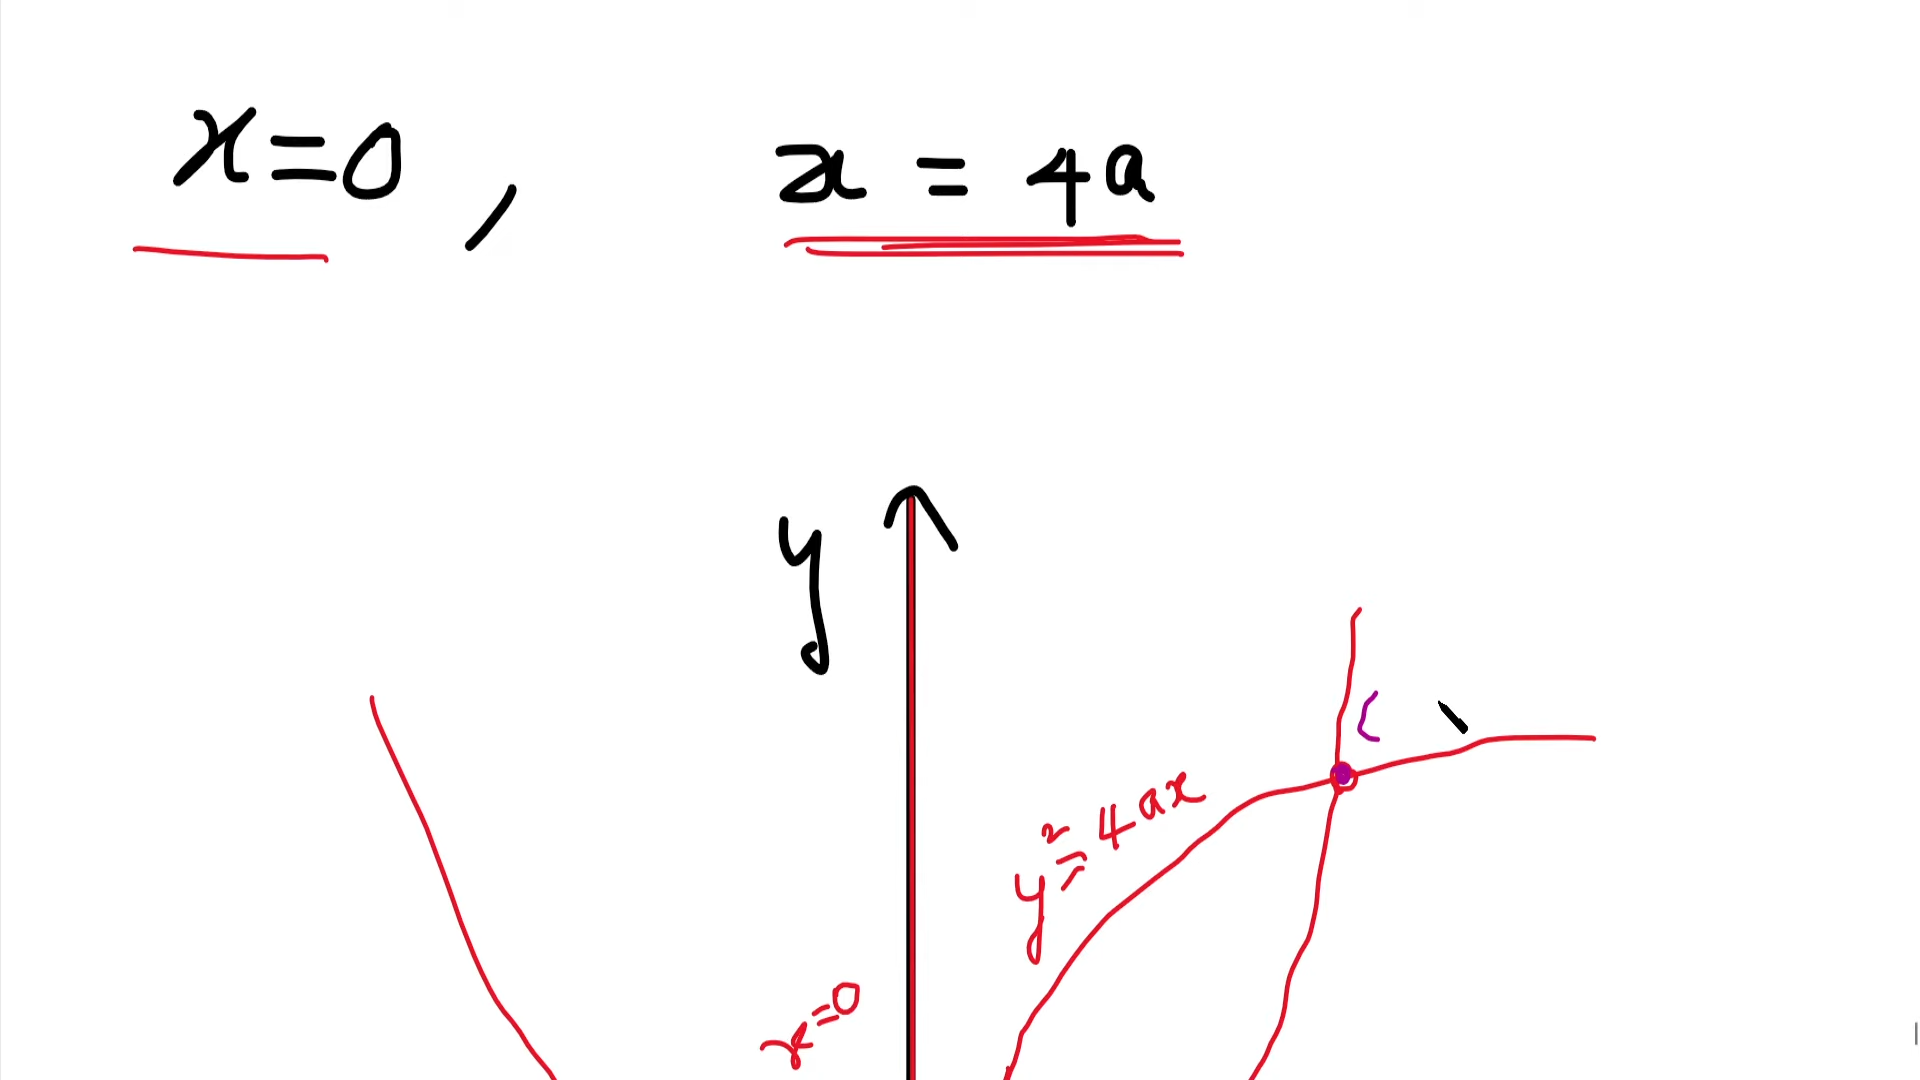 x=0, x = 4a
y
(
y²=4ax
x=0